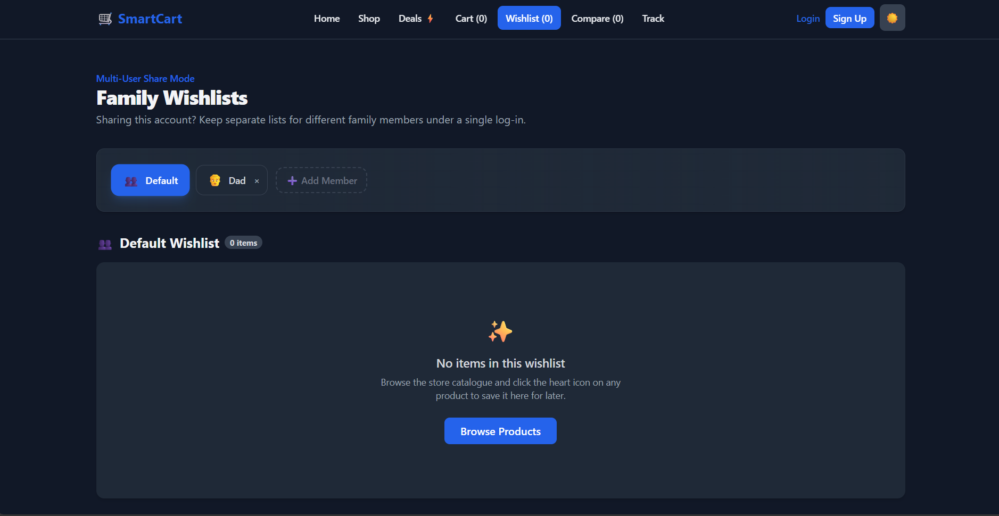 SmartCart
Home Shop Deals Cart (0) Wishlist (0) Compare (0) Track
Login Sign Up
Multi-User Share Mode
Family Wishlists
Sharing this account? Keep separate lists for different family members under a single log-in.
Default Dad × Add Member
Default Wishlist 0 items
No items in this wishlist
Browse the store catalogue and click the heart icon on any
product to save it here for later.
Browse Products